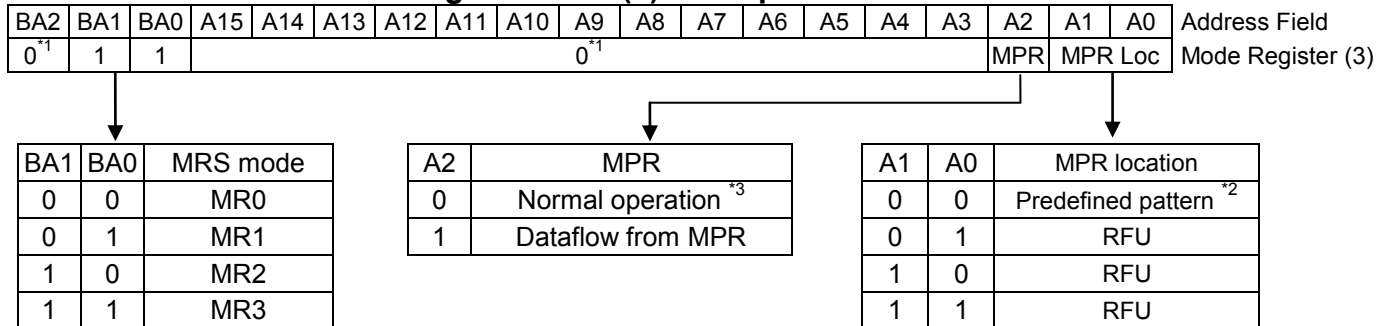 BA2 BA1 BA0 A15 A14 A13 A12 A11 A10 A9 A8 A7 A6 A5 A4 A3 A2 A1 A0 Address Field
0*1 1 1 0*1 MPR MPR Loc Mode Register (3)
BA1 BA0 MRS mode
0 0 MR0
0 1 MR1
1 0 MR2
1 1 MR3
A2 MPR
0 Normal operation *3
1 Dataflow from MPR
A1 A0 MPR location
0 0 Predefined pattern *2
0 1 RFU
1 0 RFU
1 1 RFU